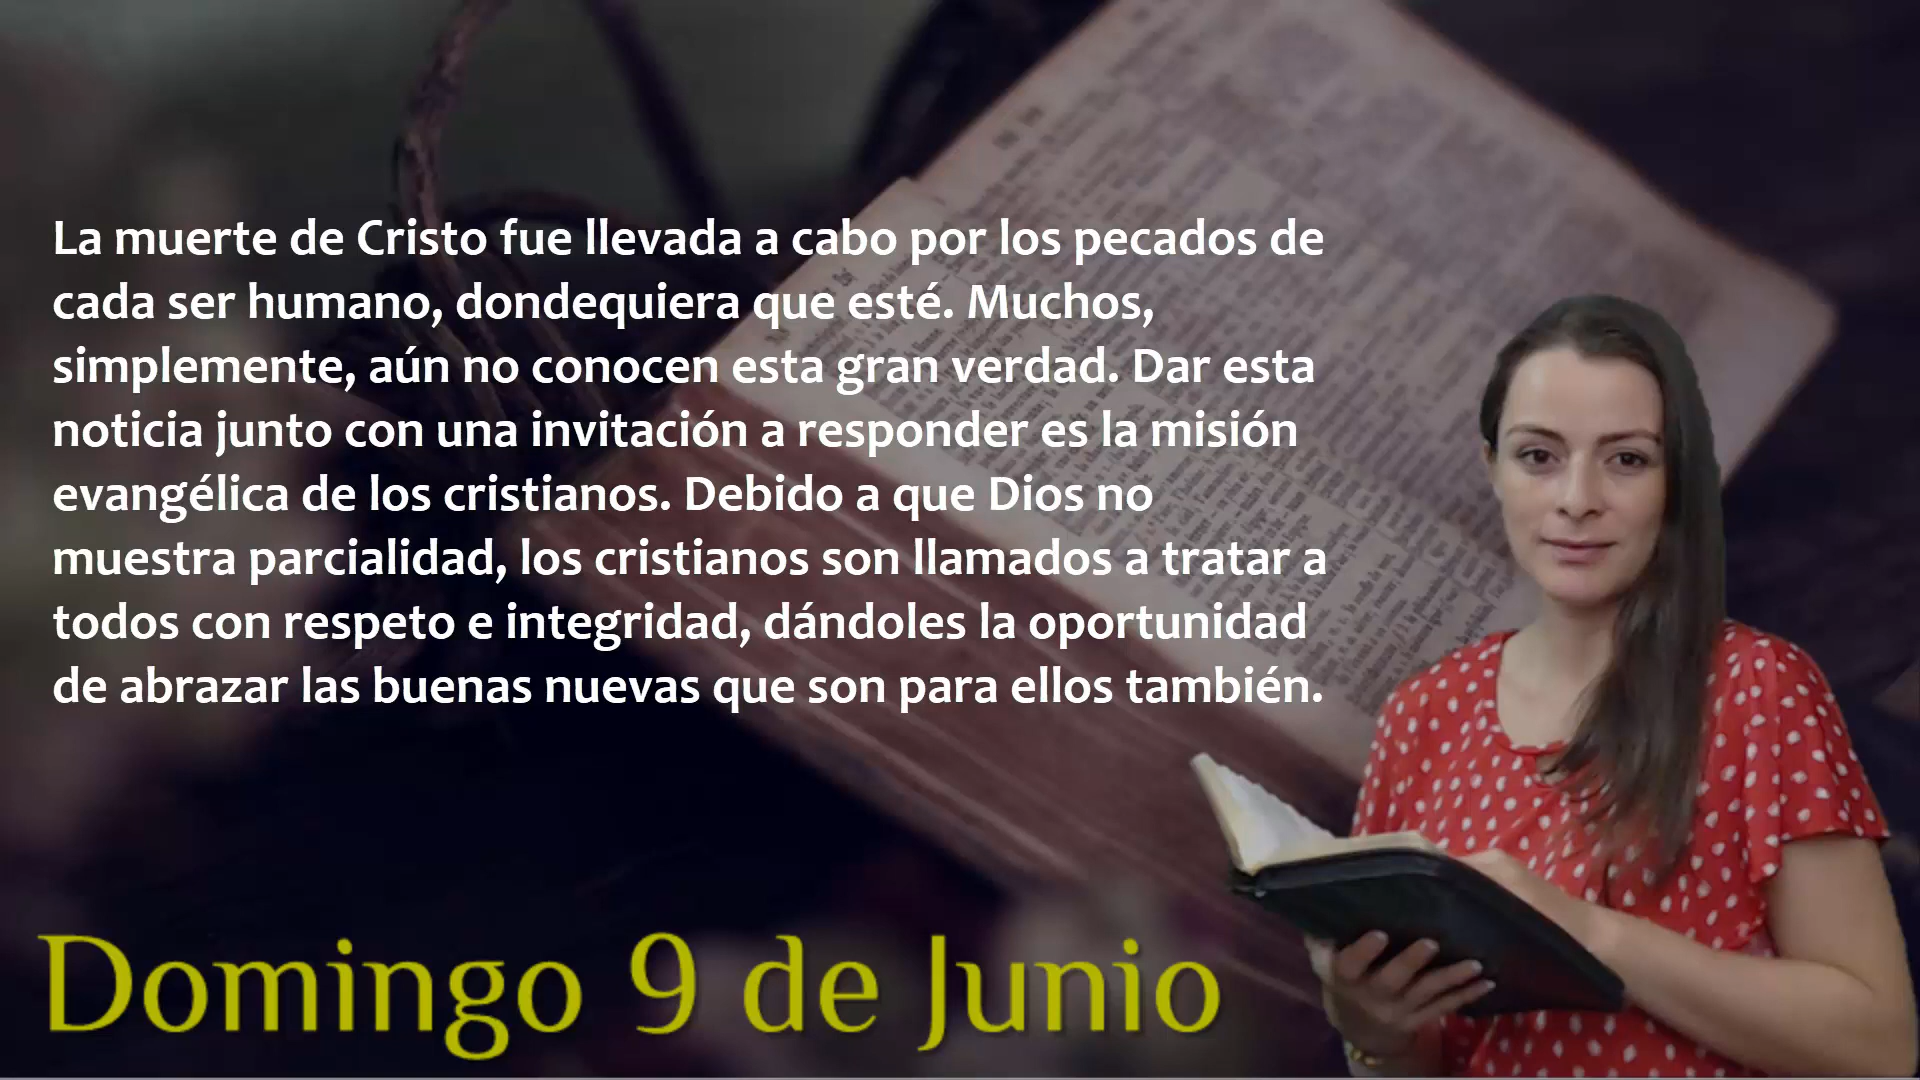 La muerte de Cristo fue llevada a cabo por los pecados de
cada ser humano, dondequiera que esté. Muchos,
simplemente, aún no conocen esta gran verdad. Dar esta
noticia junto con una invitación a responder es la misión
evangélica de los cristianos. Debido a que Dios no
muestra parcialidad, los cristianos son llamados a tratar a
todos con respeto e integridad, dándoles la oportunidad
de abrazar las buenas nuevas que son para ellos también.
Domingo 9 de Junio